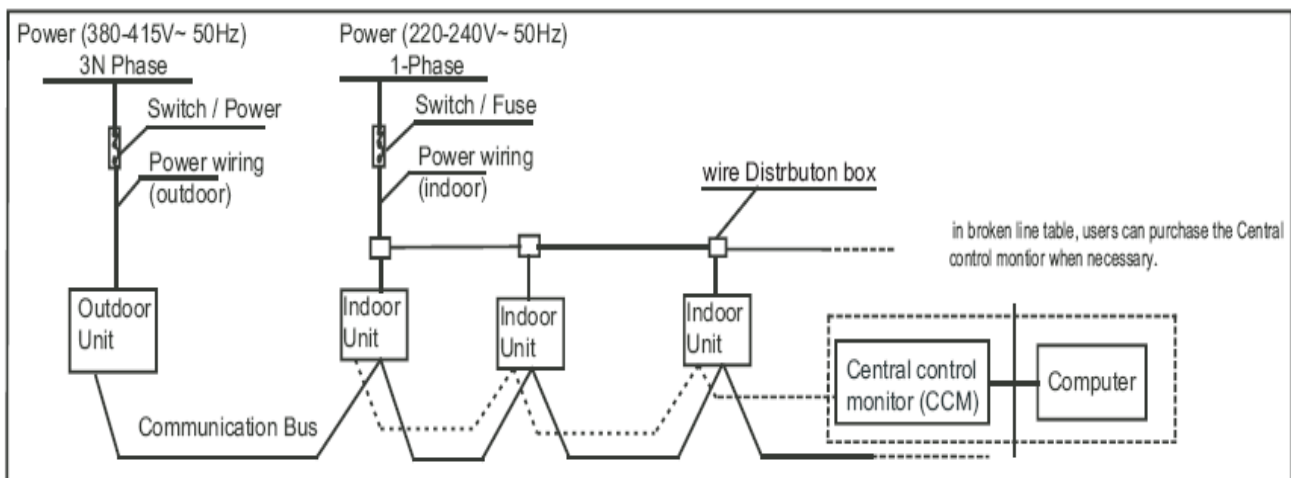 Power (380-415V~ 50Hz)
3N Phase
Power (220-240V~ 50Hz)
1-Phase
Switch / Power
Switch / Fuse
Power wiring
(outdoor)
Power wiring
(indoor)
wire Distrbuton box
in broken line table, users can purchase the Central
control montior when necessary.
Outdoor
Unit
Indoor
Unit
Indoor
Unit
Indoor
Unit
Central control
monitor (CCM)
Computer
Communication Bus